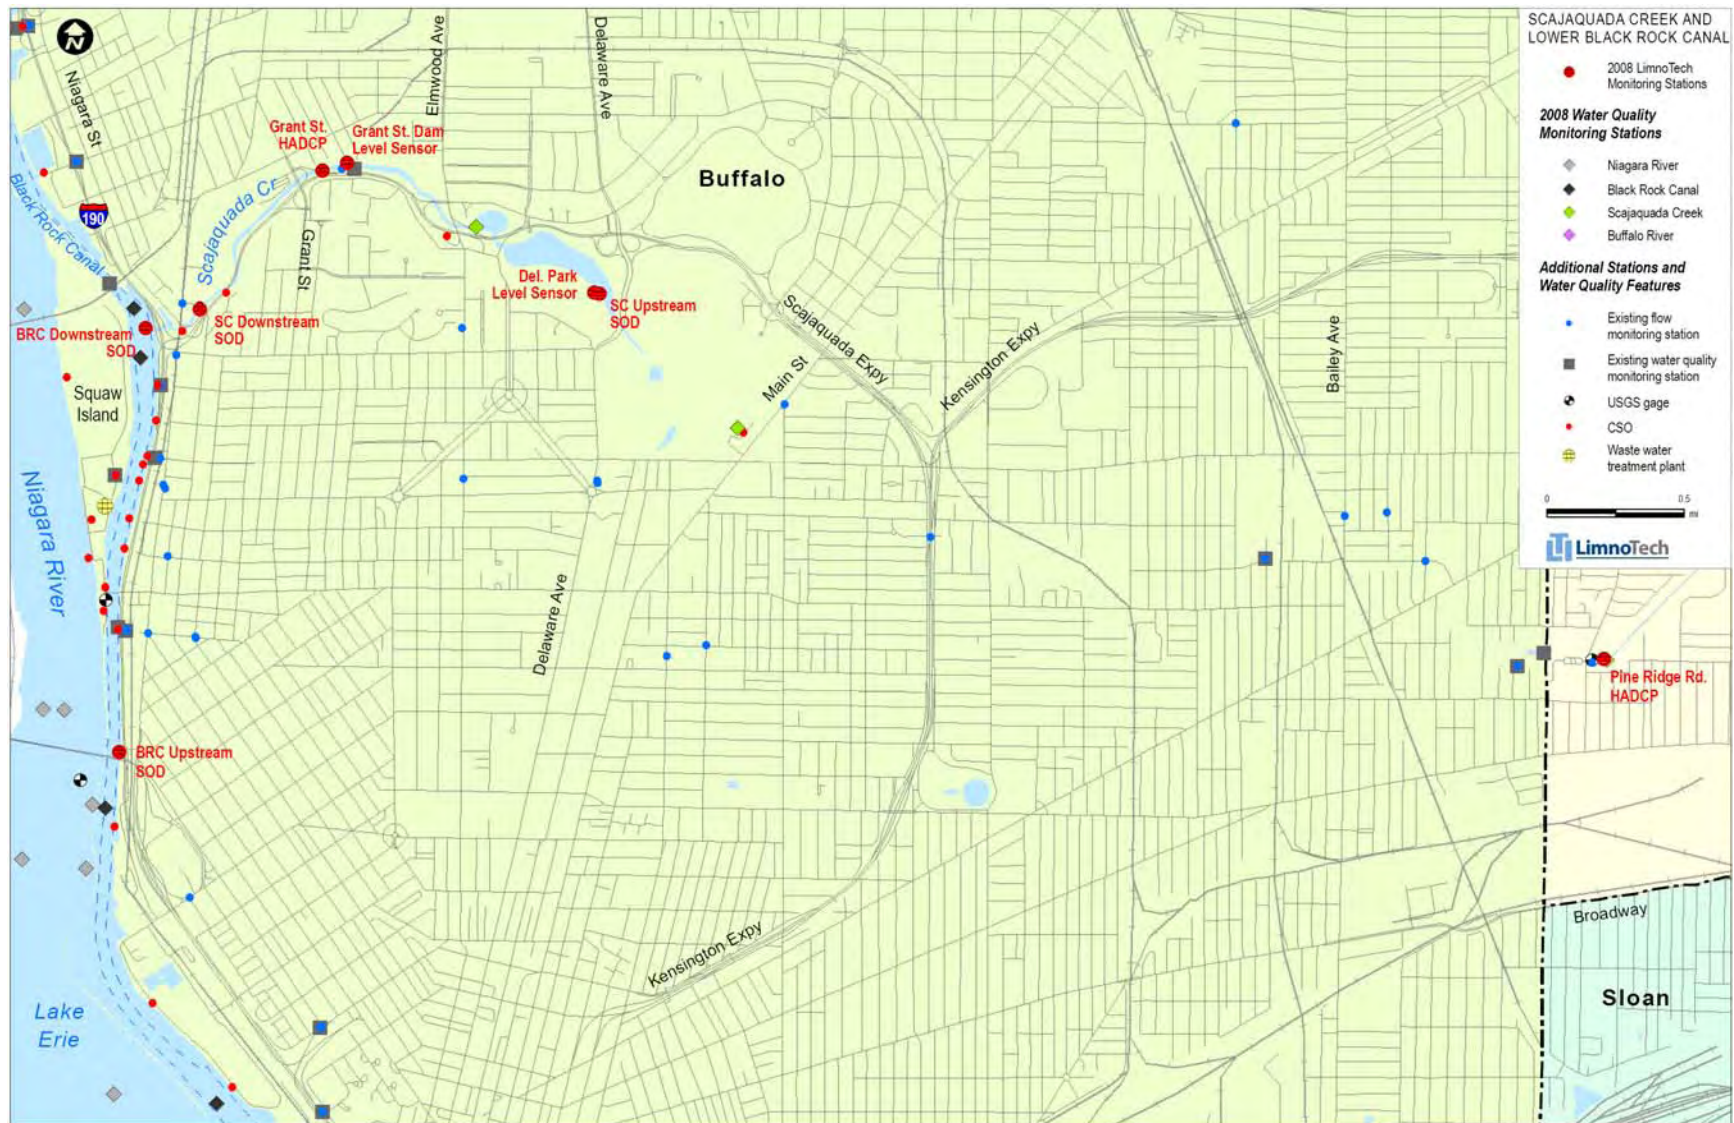 SCAJAQUADA CREEK AND
LOWER BLACK ROCK CANAL
2008 LimnoTech
Monitoring Stations
2008 Water Quality
Monitoring Stations
Niagara River
Black Rock Canal
Scajaquada Creek
Buffalo River
Additional Stations and
Water Quality Features
Existing flow
monitoring station
Existing water quality
monitoring station
USGS gage
CSO
Waste water
treatment plant
0 0.5
mi
LimnoTech
N
Niagara St
Elmwood Ave
Delaware Ave
Grant St.
HADCP
Grant St. Dam
Level Sensor
Buffalo
Black Rock Canal
190
Scajaquada Cr
Grant St
Del. Park
Level Sensor
SC Upstream
SOD
SC Downstream
SOD
BRC Downstream
SOD
Scajaquada Expy
Kensington Expy
Bailey Ave
Main St
Squaw
Island
Niagara River
Delaware Ave
Pine Ridge Rd.
HADCP
BRC Upstream
SOD
Broadway
Kensington Expy
Sloan
Lake
Erie